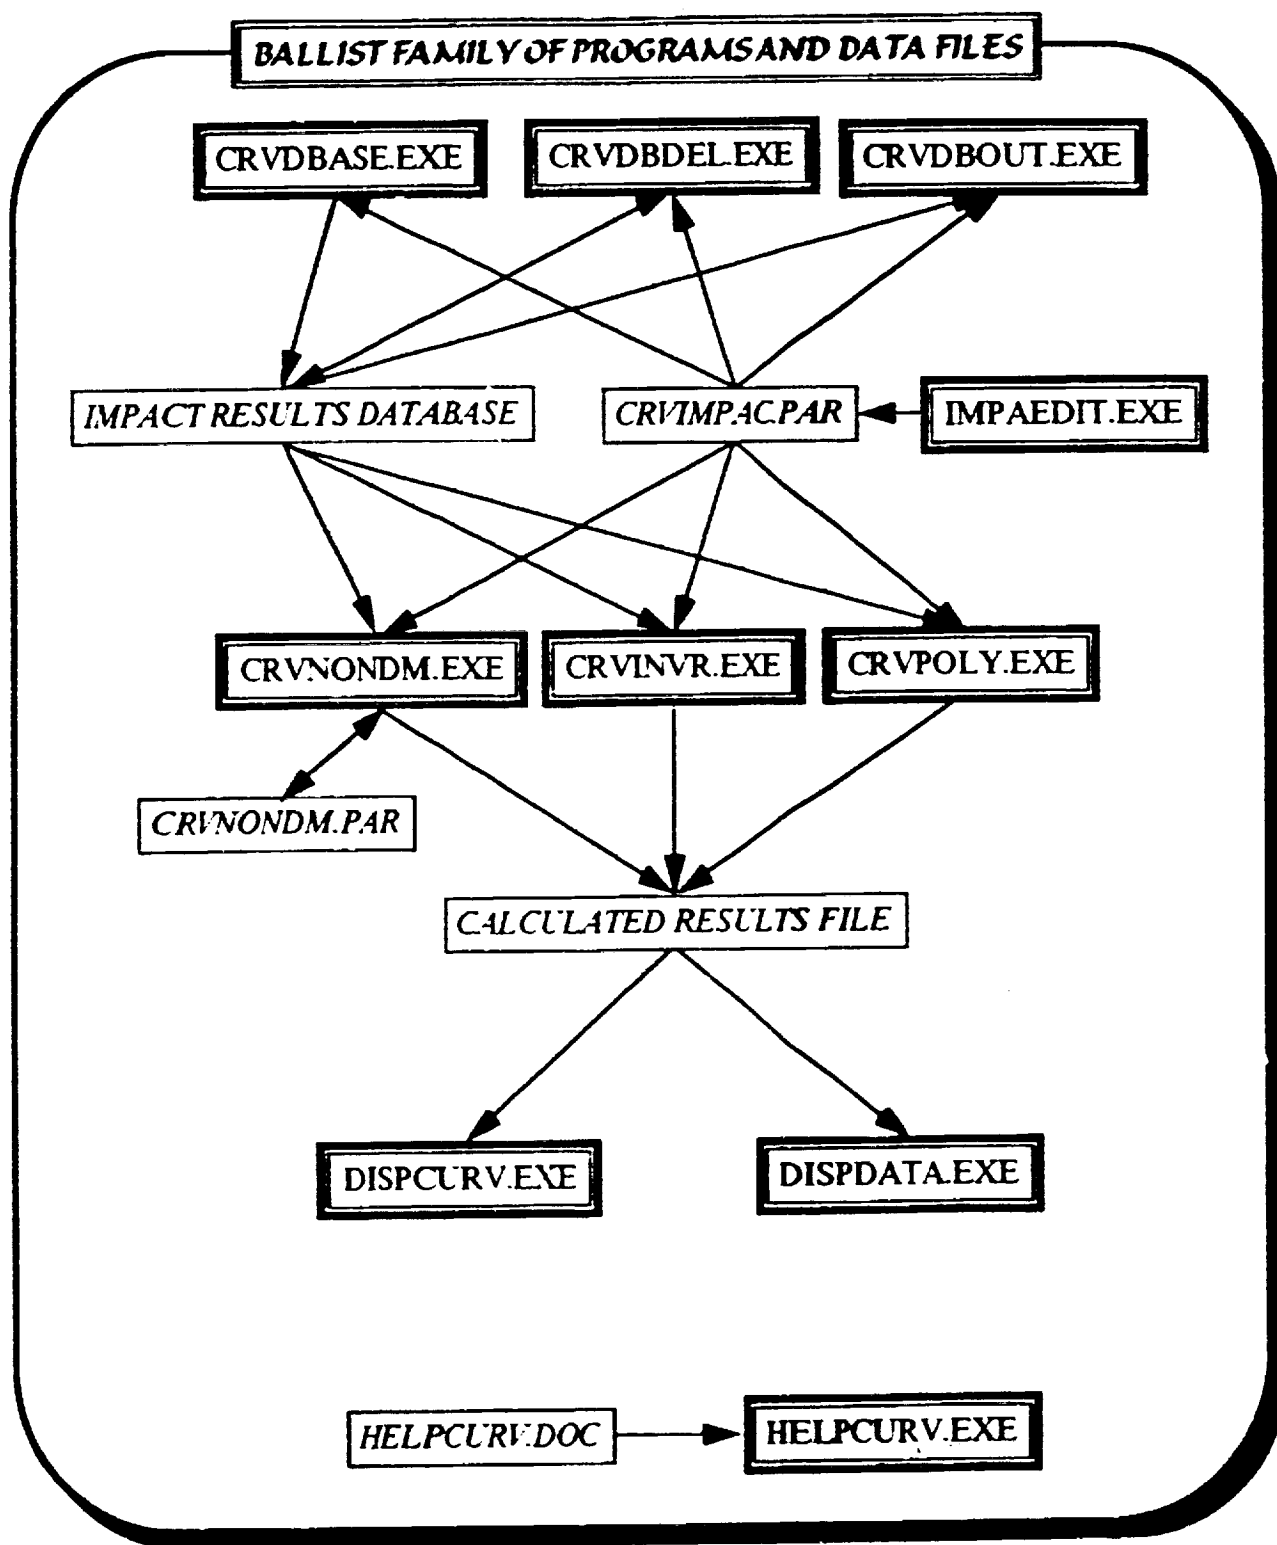 BALLIST FAMILY OF PROGRAMS AND DATA FILES
CRVDBASE.EXE
CRVDBDEL.EXE
CRVDBOUT.EXE
IMPACT RESULTS DATABASE
CRVIMPAC.PAR
IMPAEDIT.EXE
CRVNONDM.EXE
CRVINVR.EXE
CRVPOLY.EXE
CRVNONDM.PAR
CALCULATED RESULTS FILE
DISPCURV.EXE
DISPDATA.EXE
HELPCURV.DOC
HELPCURV.EXE